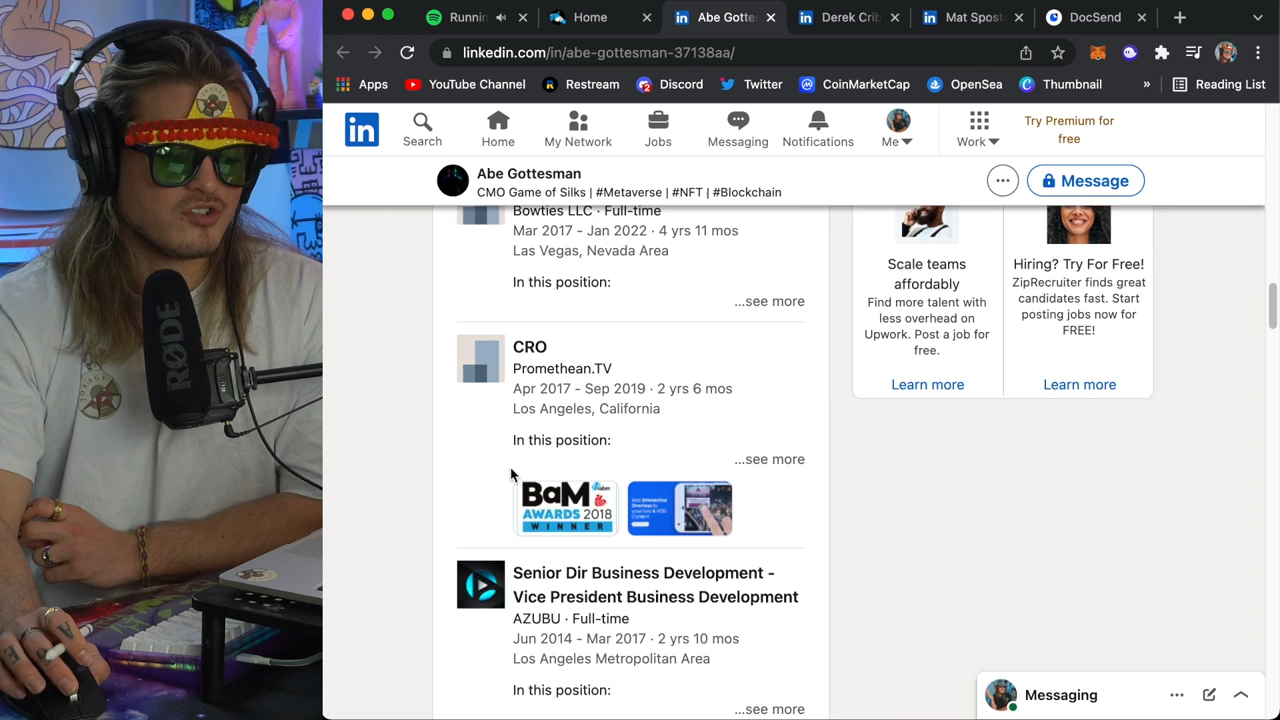 Runnin
Home
Abe Gottes
Derek Crib
Mat Spost
DocSend
linkedin.com/in/abe-gottesman-37138aa/
Apps
YouTube Channel
Restream
Discord
Twitter
CoinMarketCap
OpenSea
Thumbnail
»
Reading List
in
Search
Home
My Network
Jobs
Messaging
Notifications
Me
Work
Try Premium for
free
Abe Gottesman
CMO Game of Silks | #Metaverse | #NFT | #Blockchain
Message
Bowties LLC · Full-time
Mar 2017 - Jan 2022 · 4 yrs 11 mos
Las Vegas, Nevada Area
In this position:
...see more
CRO
Promethean.TV
Apr 2017 - Sep 2019 · 2 yrs 6 mos
Los Angeles, California
In this position:
...see more
BaM
AWARDS 2018
WINNER
Senior Dir Business Development -
Vice President Business Development
AZUBU · Full-time
Jun 2014 - Mar 2017 · 2 yrs 10 mos
Los Angeles Metropolitan Area
In this position:
...see more
Scale teams
affordably
Find more talent with
less overhead on
Upwork. Post a job for
free.
Learn more
Hiring? Try For Free!
ZipRecruiter finds great
candidates fast. Start
posting jobs now for
FREE!
Learn more
Messaging
RØDE